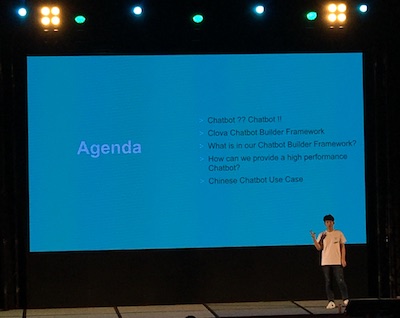 Agenda
Chatbot ?? Chatbot !!
Clova Chatbot Builder Framework
What is in our Chatbot Builder Framework?
How can we provide a high performance
Chatbot?
Chinese Chatbot Use Case